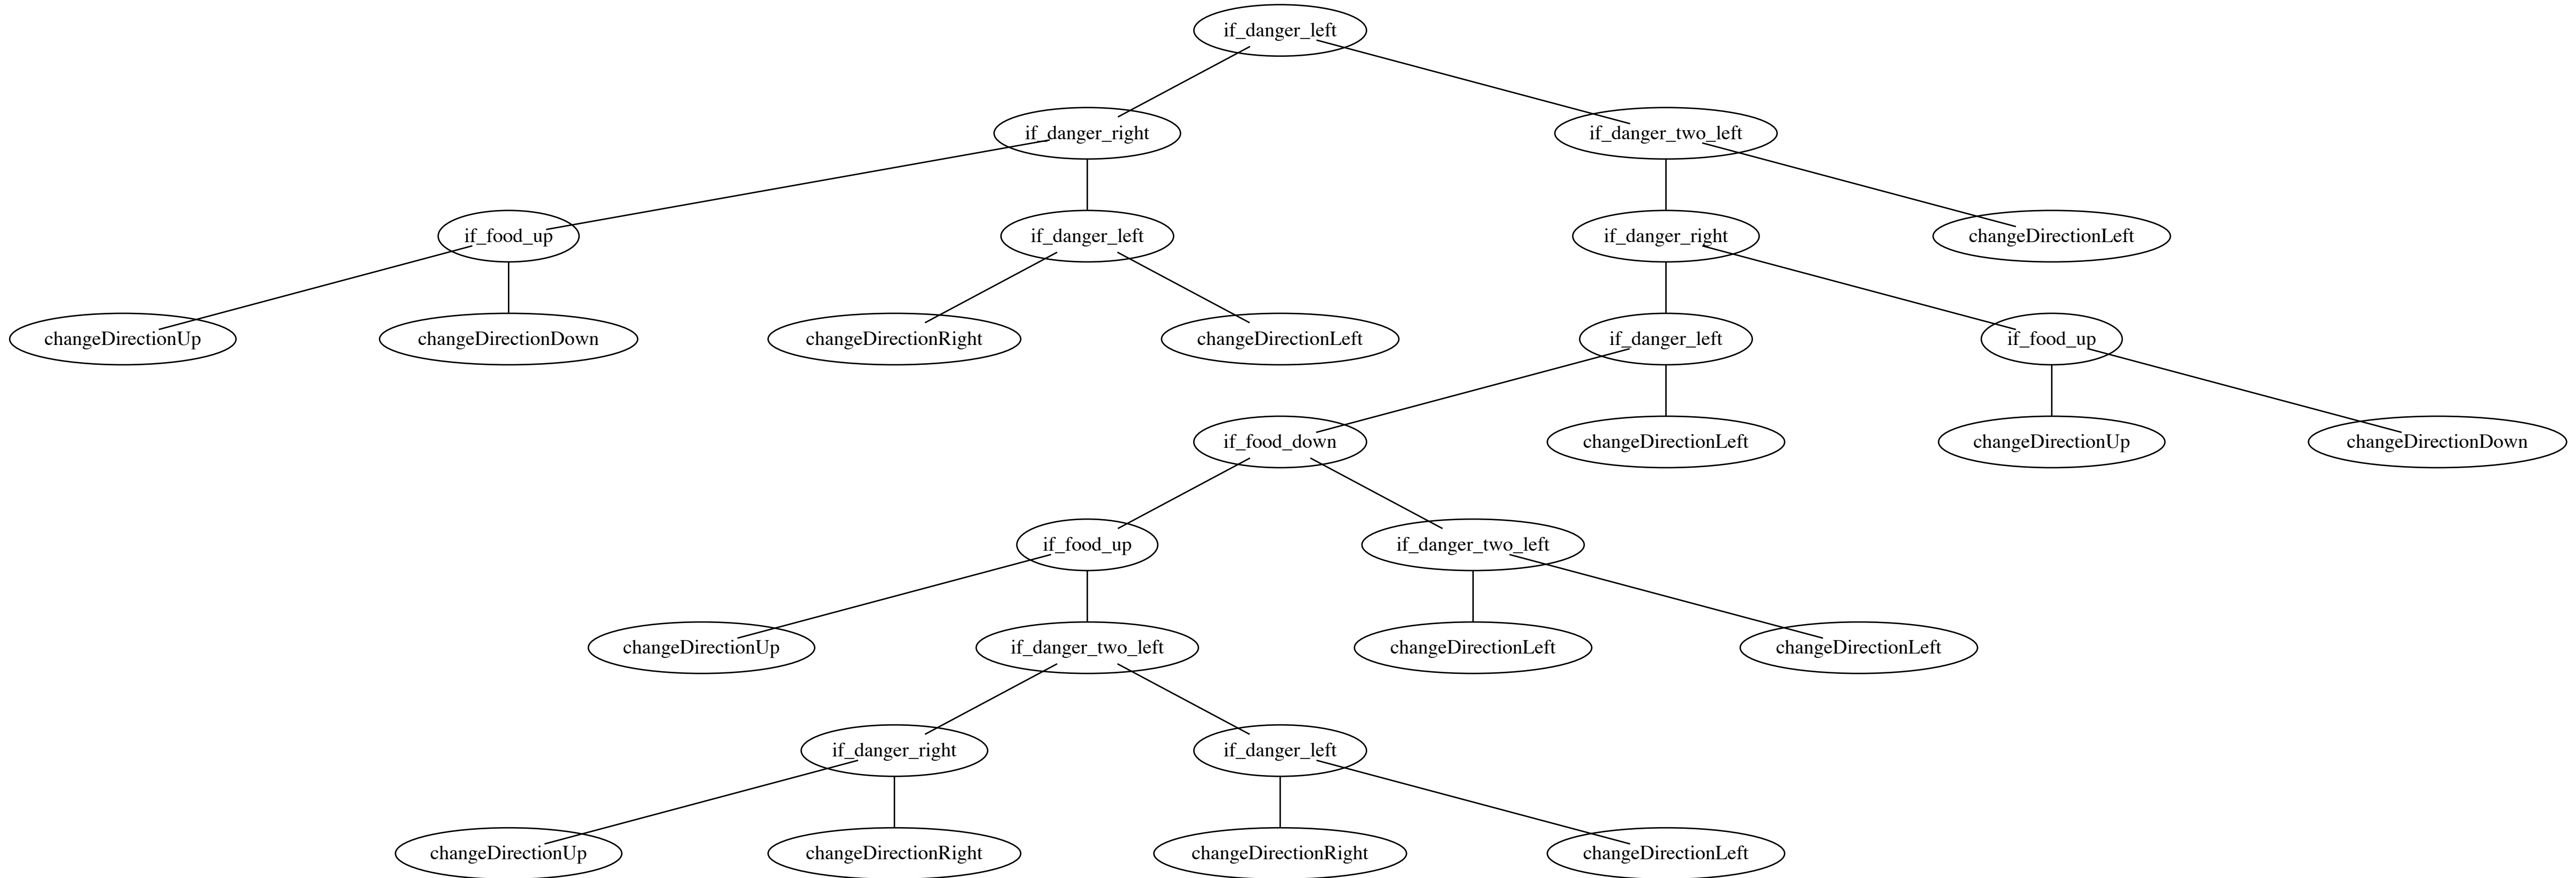 if_danger_left
if_danger_right
if_danger_two_left
if_food_up
if_danger_left
if_danger_right
changeDirectionLeft
changeDirectionUp
changeDirectionDown
changeDirectionRight
changeDirectionLeft
if_danger_left
if_food_up
if_food_down
changeDirectionLeft
changeDirectionUp
changeDirectionDown
if_food_up
if_danger_two_left
changeDirectionUp
if_danger_two_left
changeDirectionLeft
changeDirectionLeft
if_danger_right
if_danger_left
changeDirectionUp
changeDirectionRight
changeDirectionRight
changeDirectionLeft